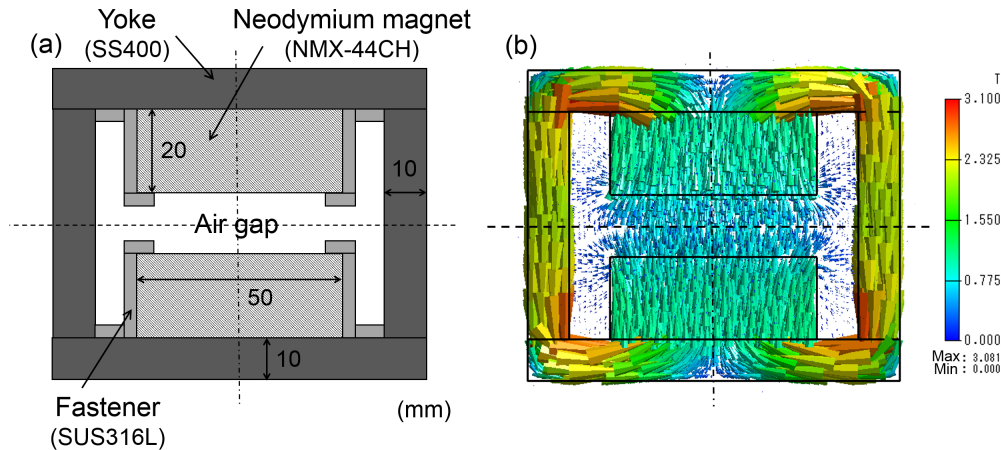 (a)
Yoke
(SS400)
Neodymium magnet
(NMX-44CH)
20
10
Air gap
50
10
Fastener
(SUS316L)
(mm)
(b)
T
3.100
2.325
1.550
0.775
0.000
Max: 3.081
Min: 0.000